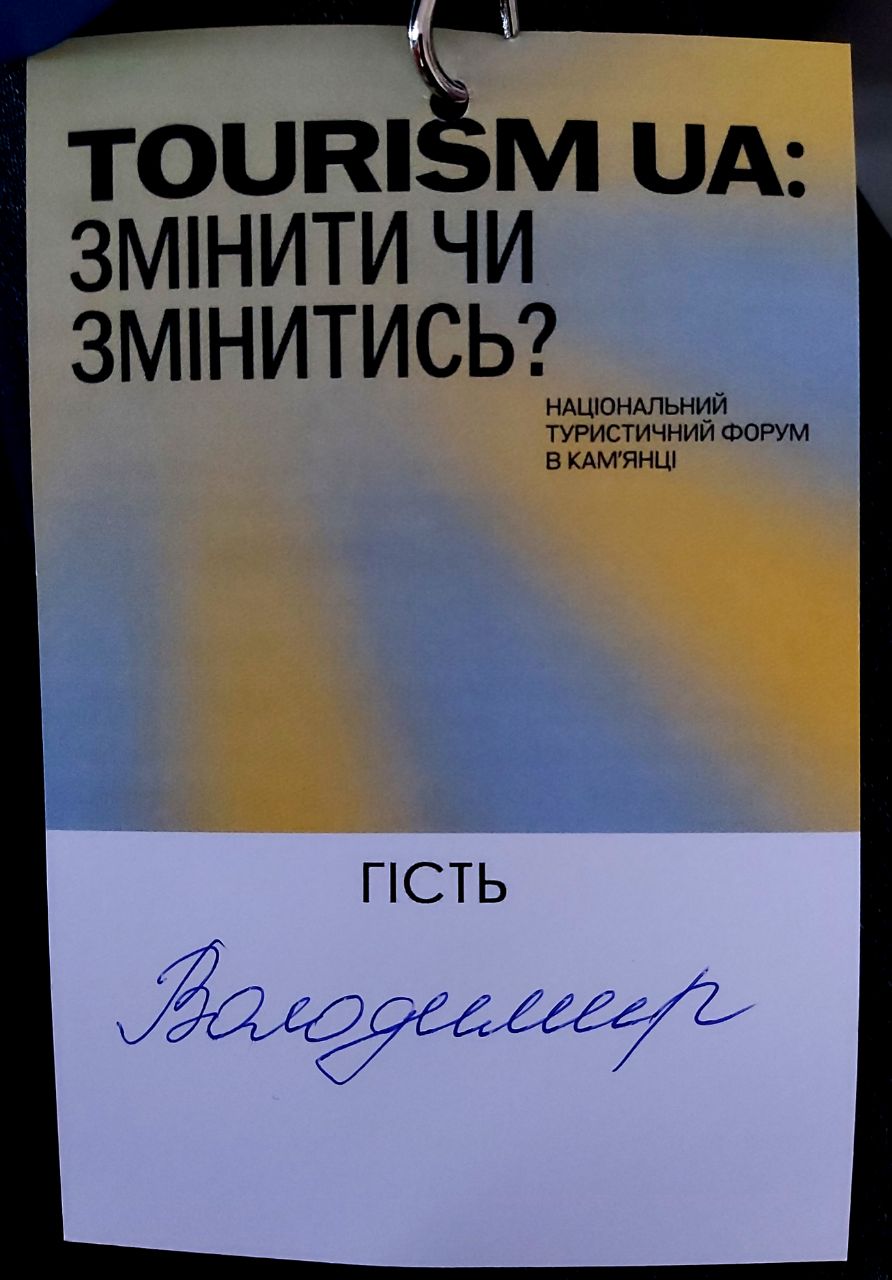 TOURISM UA:
ЗМІНИТИ ЧИ
ЗМІНИТИСЬ?
НАЦІОНАЛЬНИЙ
ТУРИСТИЧНИЙ ФОРУМ
В КАМ'ЯНЦІ
ГІСТЬ
Володимир